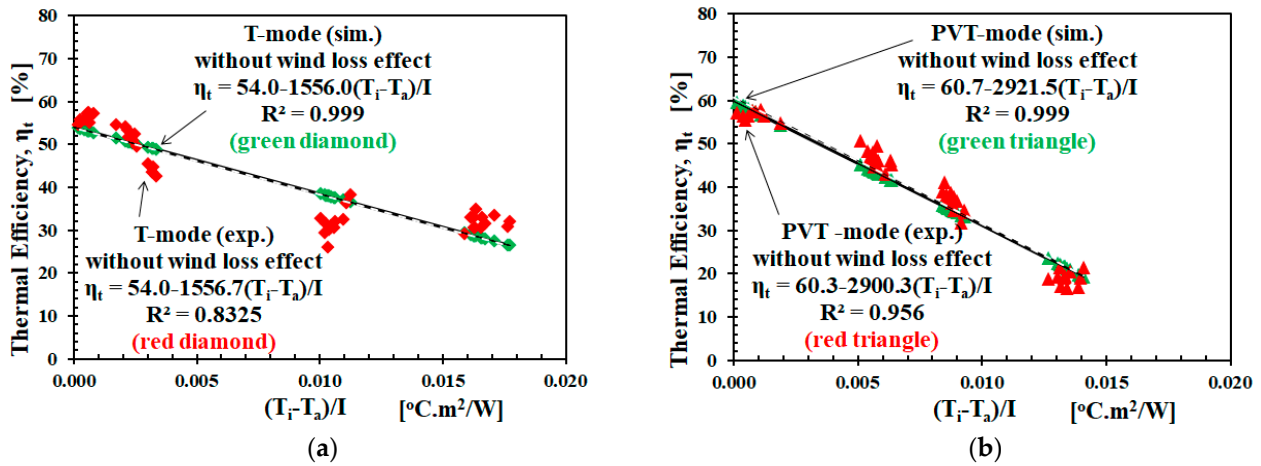 (a)
80
70
60
50
40
30
20
10
0
Thermal Efficiency, ηt [%]
T-mode (sim.)
without wind loss effect
ηt = 54.0-1556.0(Ti-Ta)/I
R² = 0.999
(green diamond)
T-mode (exp.)
without wind loss effect
ηt = 54.0-1556.7(Ti-Ta)/I
R² = 0.8325
(red diamond)
0.000 0.005 0.010 0.015 0.020
(Ti-Ta)/I [oC.m2/W]
(a)
(b)
80
70
60
50
40
30
20
10
0
Thermal Efficiency, ηt [%]
PVT-mode (sim.)
without wind loss effect
ηt = 60.7-2921.5(Ti-Ta)/I
R² = 0.999
(green triangle)
PVT -mode (exp.)
without wind loss effect
ηt = 60.3-2900.3(Ti-Ta)/I
R² = 0.956
(red triangle)
0.000 0.005 0.010 0.015 0.020
(Ti-Ta)/I [oC.m2/W]
(b)